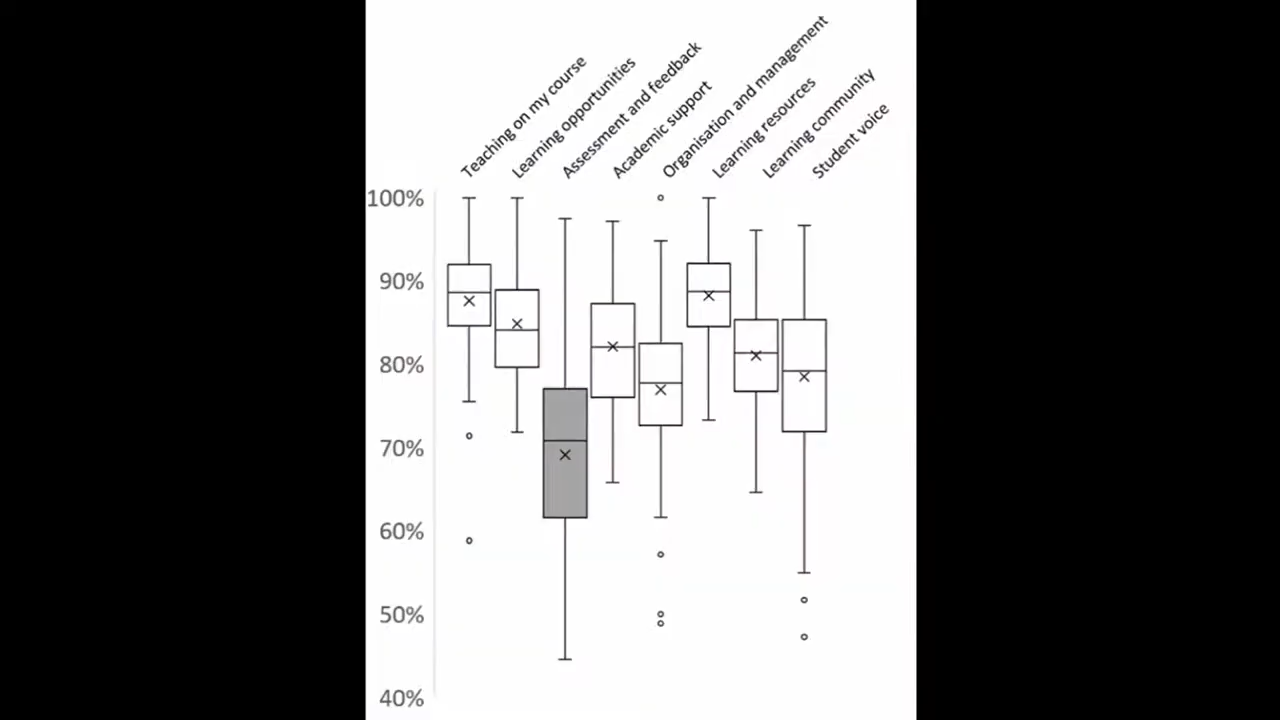 Teaching on my course
Learning opportunities
Assessment and feedback
Academic support
Organisation and management
Learning resources
Learning community
Student voice
100%
90%
80%
70%
60%
50%
40%